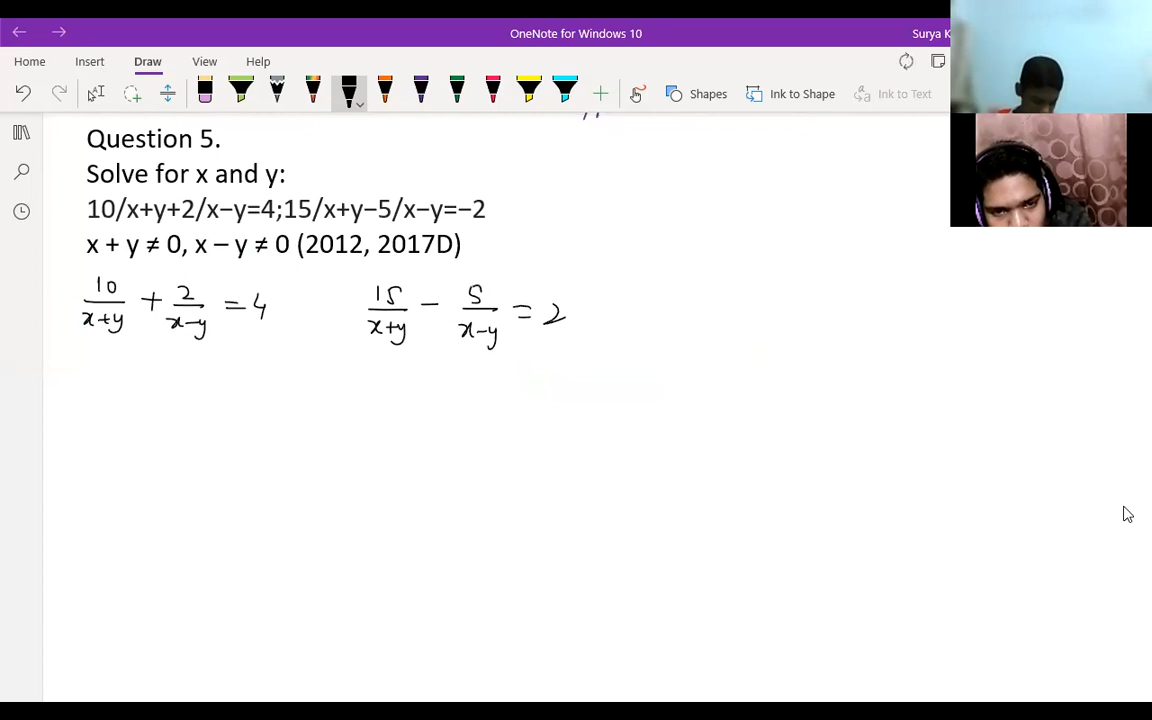 OneNote for Windows 10
Surya K
Home Insert Draw View Help
Shapes Ink to Shape Ink to Text
Question 5.
Solve for x and y:
10/x+y+2/x−y=4;15/x+y−5/x−y=−2
x + y ≠ 0, x – y ≠ 0 (2012, 2017D)
10/x+y + 2/x-y = 4 15/x+y - 5/x-y = 2